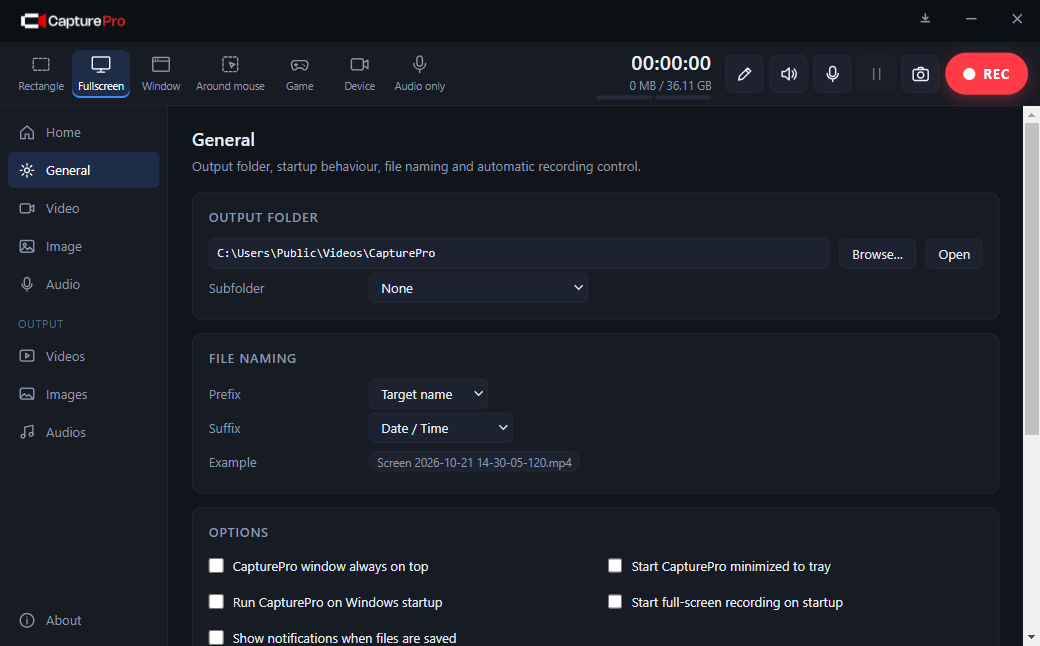 CapturePro
Rectangle
Fullscreen
Window
Around mouse
Game
Device
Audio only
00:00:00
0 MB / 36.11 GB
REC
Home
General
Video
Image
Audio
OUTPUT
Videos
Images
Audios
About
General
Output folder, startup behaviour, file naming and automatic recording control.
OUTPUT FOLDER
C:\Users\Public\Videos\CapturePro
Browse...
Open
Subfolder
None
FILE NAMING
Prefix
Target name
Suffix
Date / Time
Example
Screen 2026-10-21 14-30-05-120.mp4
OPTIONS
CapturePro window always on top
Start CapturePro minimized to tray
Run CapturePro on Windows startup
Start full-screen recording on startup
Show notifications when files are saved